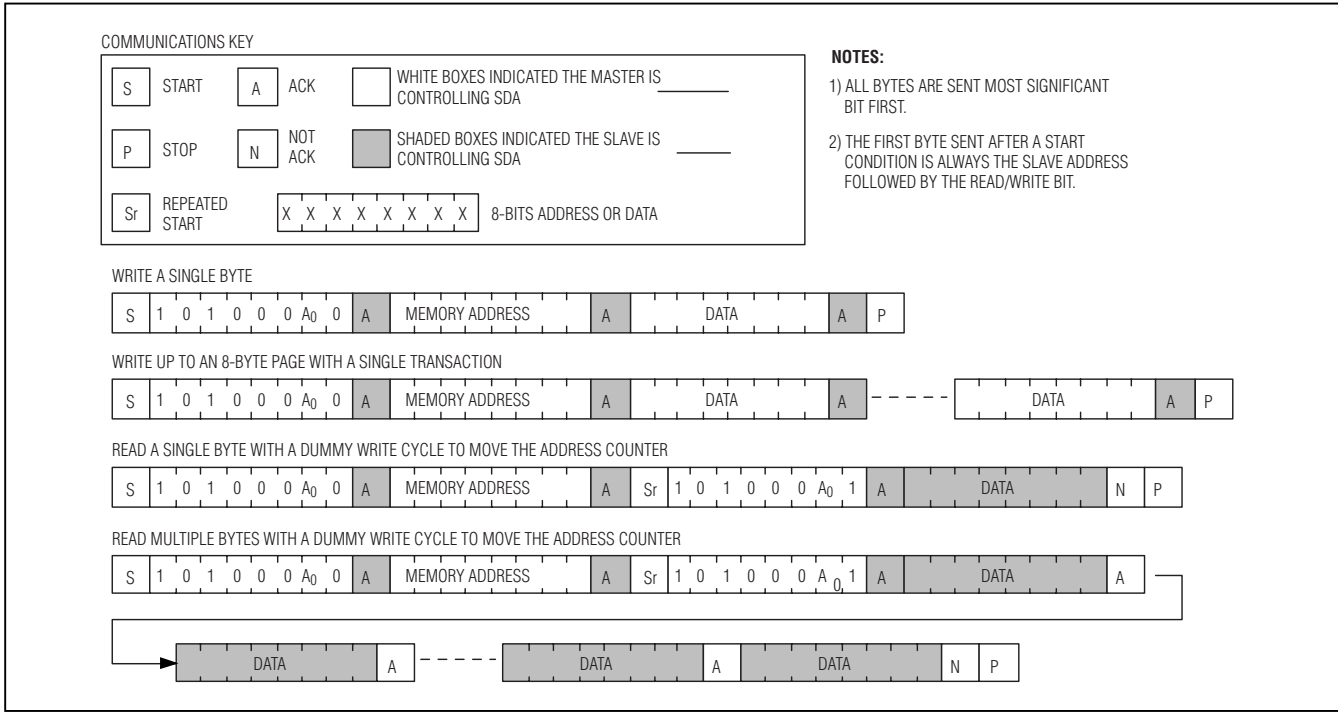 COMMUNICATIONS KEY
S START A ACK WHITE BOXES INDICATED THE MASTER IS
CONTROLLING SDA
P STOP N NOT
ACK SHADED BOXES INDICATED THE SLAVE IS
CONTROLLING SDA
Sr REPEATED
START X X X X X X X X 8-BITS ADDRESS OR DATA
NOTES:
1) ALL BYTES ARE SENT MOST SIGNIFICANT
BIT FIRST.
2) THE FIRST BYTE SENT AFTER A START
CONDITION IS ALWAYS THE SLAVE ADDRESS
FOLLOWED BY THE READ/WRITE BIT.
WRITE A SINGLE BYTE
S 1 0 1 0 0 0 A0 0 A MEMORY ADDRESS A DATA A P
WRITE UP TO AN 8-BYTE PAGE WITH A SINGLE TRANSACTION
S 1 0 1 0 0 0 A0 0 A MEMORY ADDRESS A DATA A DATA A P
READ A SINGLE BYTE WITH A DUMMY WRITE CYCLE TO MOVE THE ADDRESS COUNTER
S 1 0 1 0 0 0 A0 0 A MEMORY ADDRESS A Sr 1 0 1 0 0 0 A0 1 A DATA N P
READ MULTIPLE BYTES WITH A DUMMY WRITE CYCLE TO MOVE THE ADDRESS COUNTER
S 1 0 1 0 0 0 A0 0 A MEMORY ADDRESS A Sr 1 0 1 0 0 0 A0 1 A DATA A
DATA A DATA A DATA N P